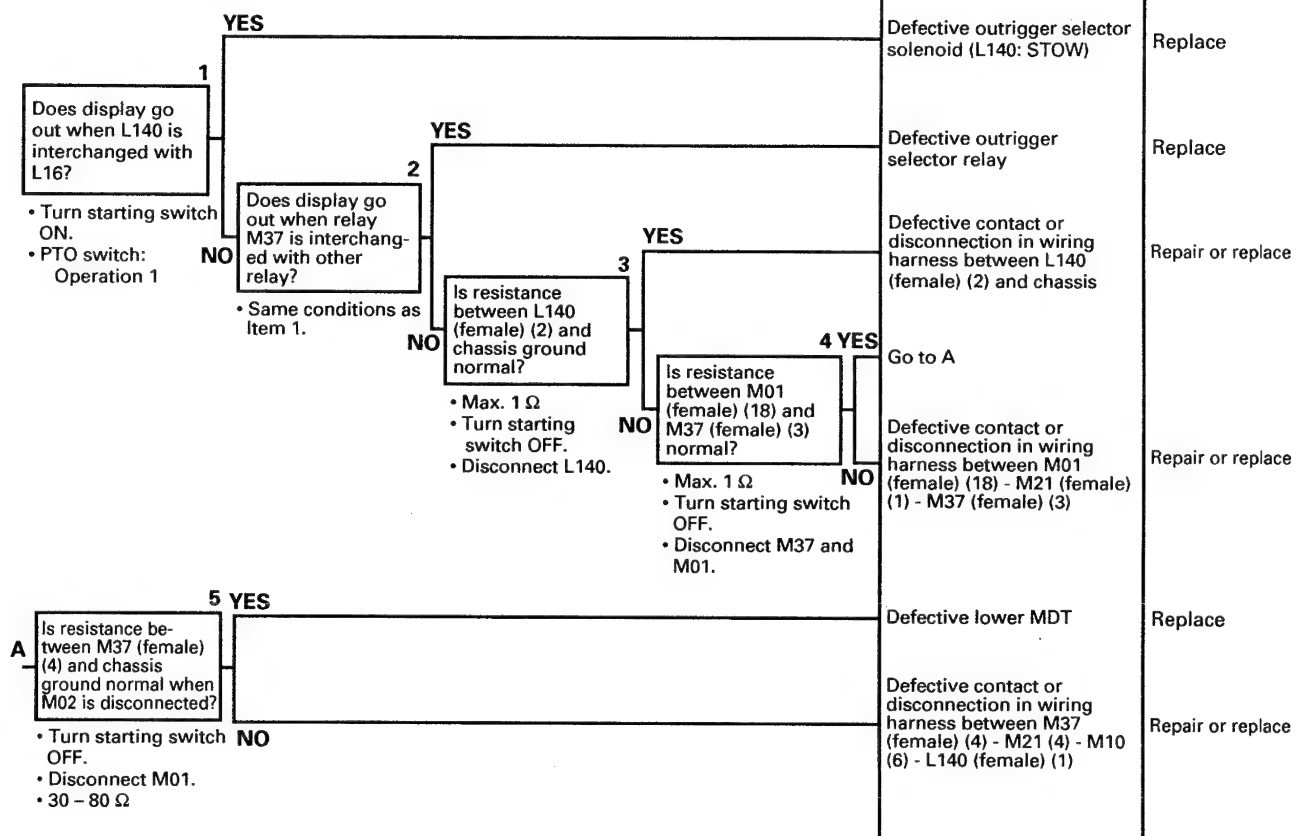 YES
Defective outrigger selector
solenoid (L140: STOW)
Replace
1
Does display go
out when L140 is
interchanged with
L16?
• Turn starting switch
ON.
• PTO switch:
Operation 1
NO
YES
Defective outrigger
selector relay
Replace
2
Does display go
out when relay
M37 is interchang-
ed with other
relay?
• Same conditions as
Item 1.
NO
YES
Defective contact or
disconnection in wiring
harness between L140
(female) (2) and chassis
Repair or replace
3
Is resistance
between L140
(female) (2) and
chassis ground
normal?
• Max. 1 Ω
• Turn starting
switch OFF.
• Disconnect L140.
NO
4 YES
Go to A
Is resistance
between M01
(female) (18) and
M37 (female) (3)
normal?
• Max. 1 Ω
• Turn starting switch
OFF.
• Disconnect M37 and
M01.
NO
Defective contact or
disconnection in wiring
harness between M01
(female) (18) - M21 (female)
(1) - M37 (female) (3)
Repair or replace
5 YES
Defective lower MDT
Replace
A
Is resistance be-
tween M37 (female)
(4) and chassis
ground normal when
M02 is disconnected?
• Turn starting switch
OFF.
• Disconnect M01.
• 30 – 80 Ω
NO
Defective contact or
disconnection in wiring
harness between M37
(female) (4) - M21 (4) - M10
(6) - L140 (female) (1)
Repair or replace